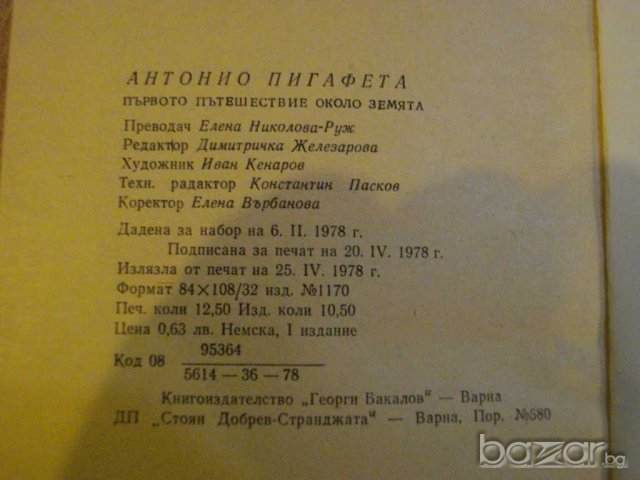 АНТОНИО ПИГАФЕТА
ПЪРВОТО ПЪТЕШЕСТВИЕ ОКОЛО ЗЕМЯТА
Преводач Елена Николова-Руж
Редактор Димитричка Железарова
Художник Иван Кенаров
Техн. радактор Константин Пасков
Коректор Елена Върбанова
Дадена за набор на 6. II. 1978 г.
Подписана за печат на 20. IV. 1978 г.
Излязла от печат на 25. IV. 1978 г.
Формат 84×108/32 изд. №1170
Печ. коли 12,50 Изд. коли 10,50
Цена 0,63 лв. Немска, I издание
95364
Код 08
5614—36—78
Книгоиздателство „Георги Бакалов" — Варна
ДП „Стоян Добрев-Странджата" — Варна, Пор. №580
bazar.bg